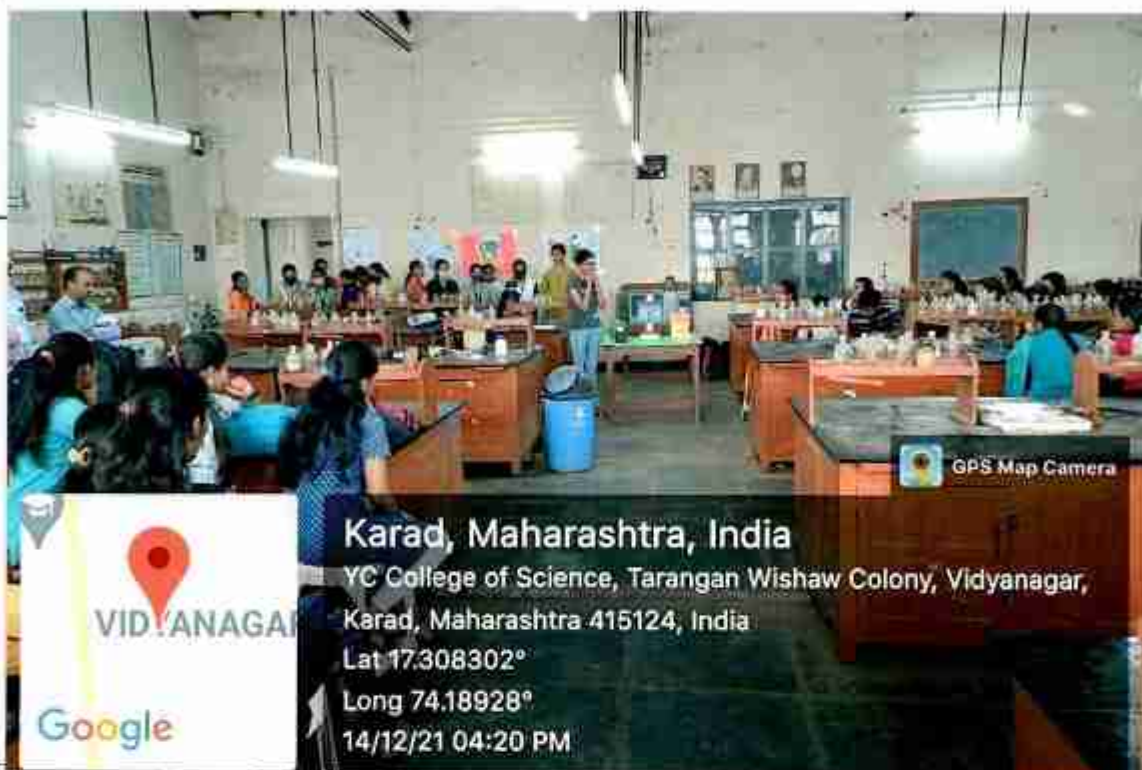 GPS Map Camera
VIDYANAGAR
Google
Karad, Maharashtra, India
YC College of Science, Tarangan Wishaw Colony, Vidyanagar,
Karad, Maharashtra 415124, India
Lat 17.308302°
Long 74.18928°
14/12/21 04:20 PM